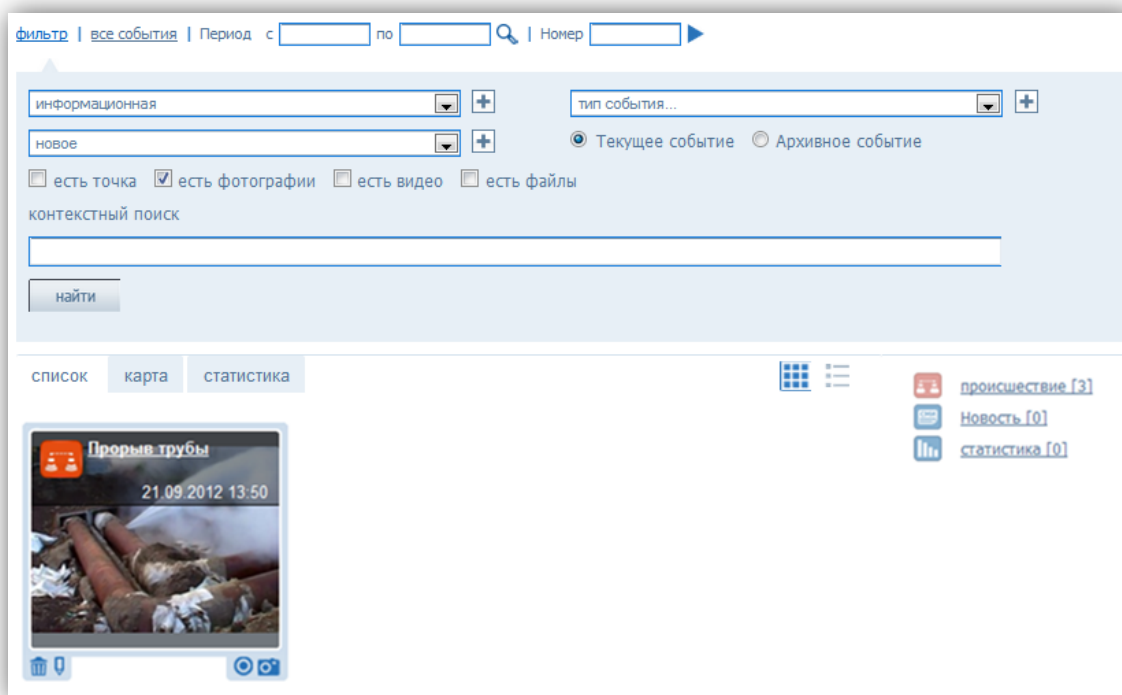 фильтр | все события | Период с по | Номер
информационная
тип события...
новое
Текущее событие Архивное событие
есть точка есть фотографии есть видео есть файлы
контекстный поиск
найти
список карта статистика
происшествие [3]
Новость [0]
статистика [0]
Прорыв трубы
21.09.2012 13:50